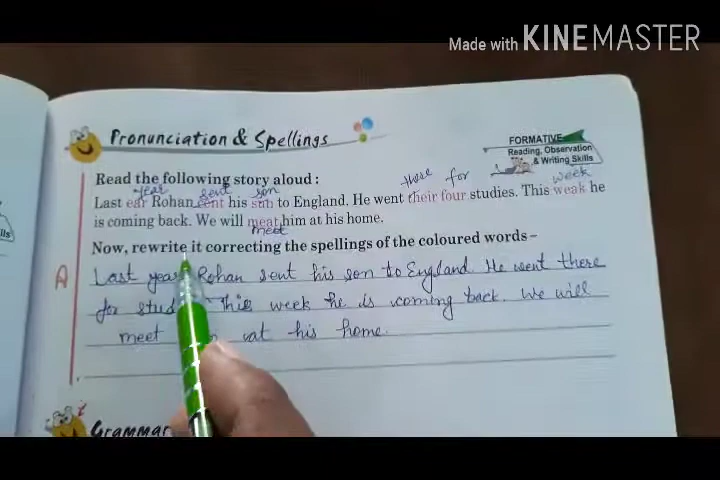 Made with KINEMASTER
Pronunciation & Spellings
FORMATIVE
Reading, Observation
& Writing Skills
Read the following story aloud :
year sent son there for week
Last ear Rohan cent his sun to England. He went their four studies. This weak he
is coming back. We will meat him at his home.
meet
Now, rewrite it correcting the spellings of the coloured words –
A Last year Rohan sent his son to England. He went there
for This week he is coming back. We will
meet at his home.
Grammar